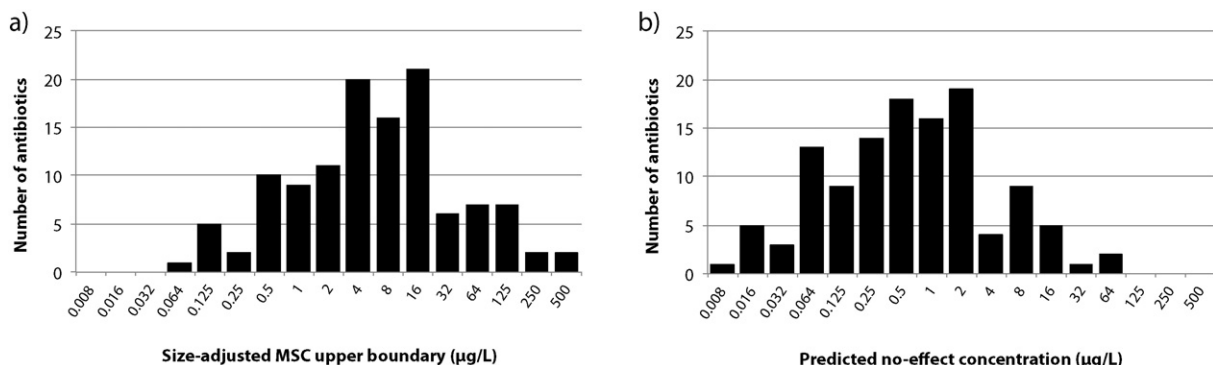 a)
25
20
15
10
5
0
Number of antibiotics
0.008 0.016 0.032 0.064 0.125 0.25 0.5 1 2 4 8 16 32 64 125 250 500
Size-adjusted MSC upper boundary (µg/L)
b)
25
20
15
10
5
0
Number of antibiotics
0.008 0.016 0.032 0.064 0.125 0.25 0.5 1 2 4 8 16 32 64 125 250 500
Predicted no-effect concentration (µg/L)